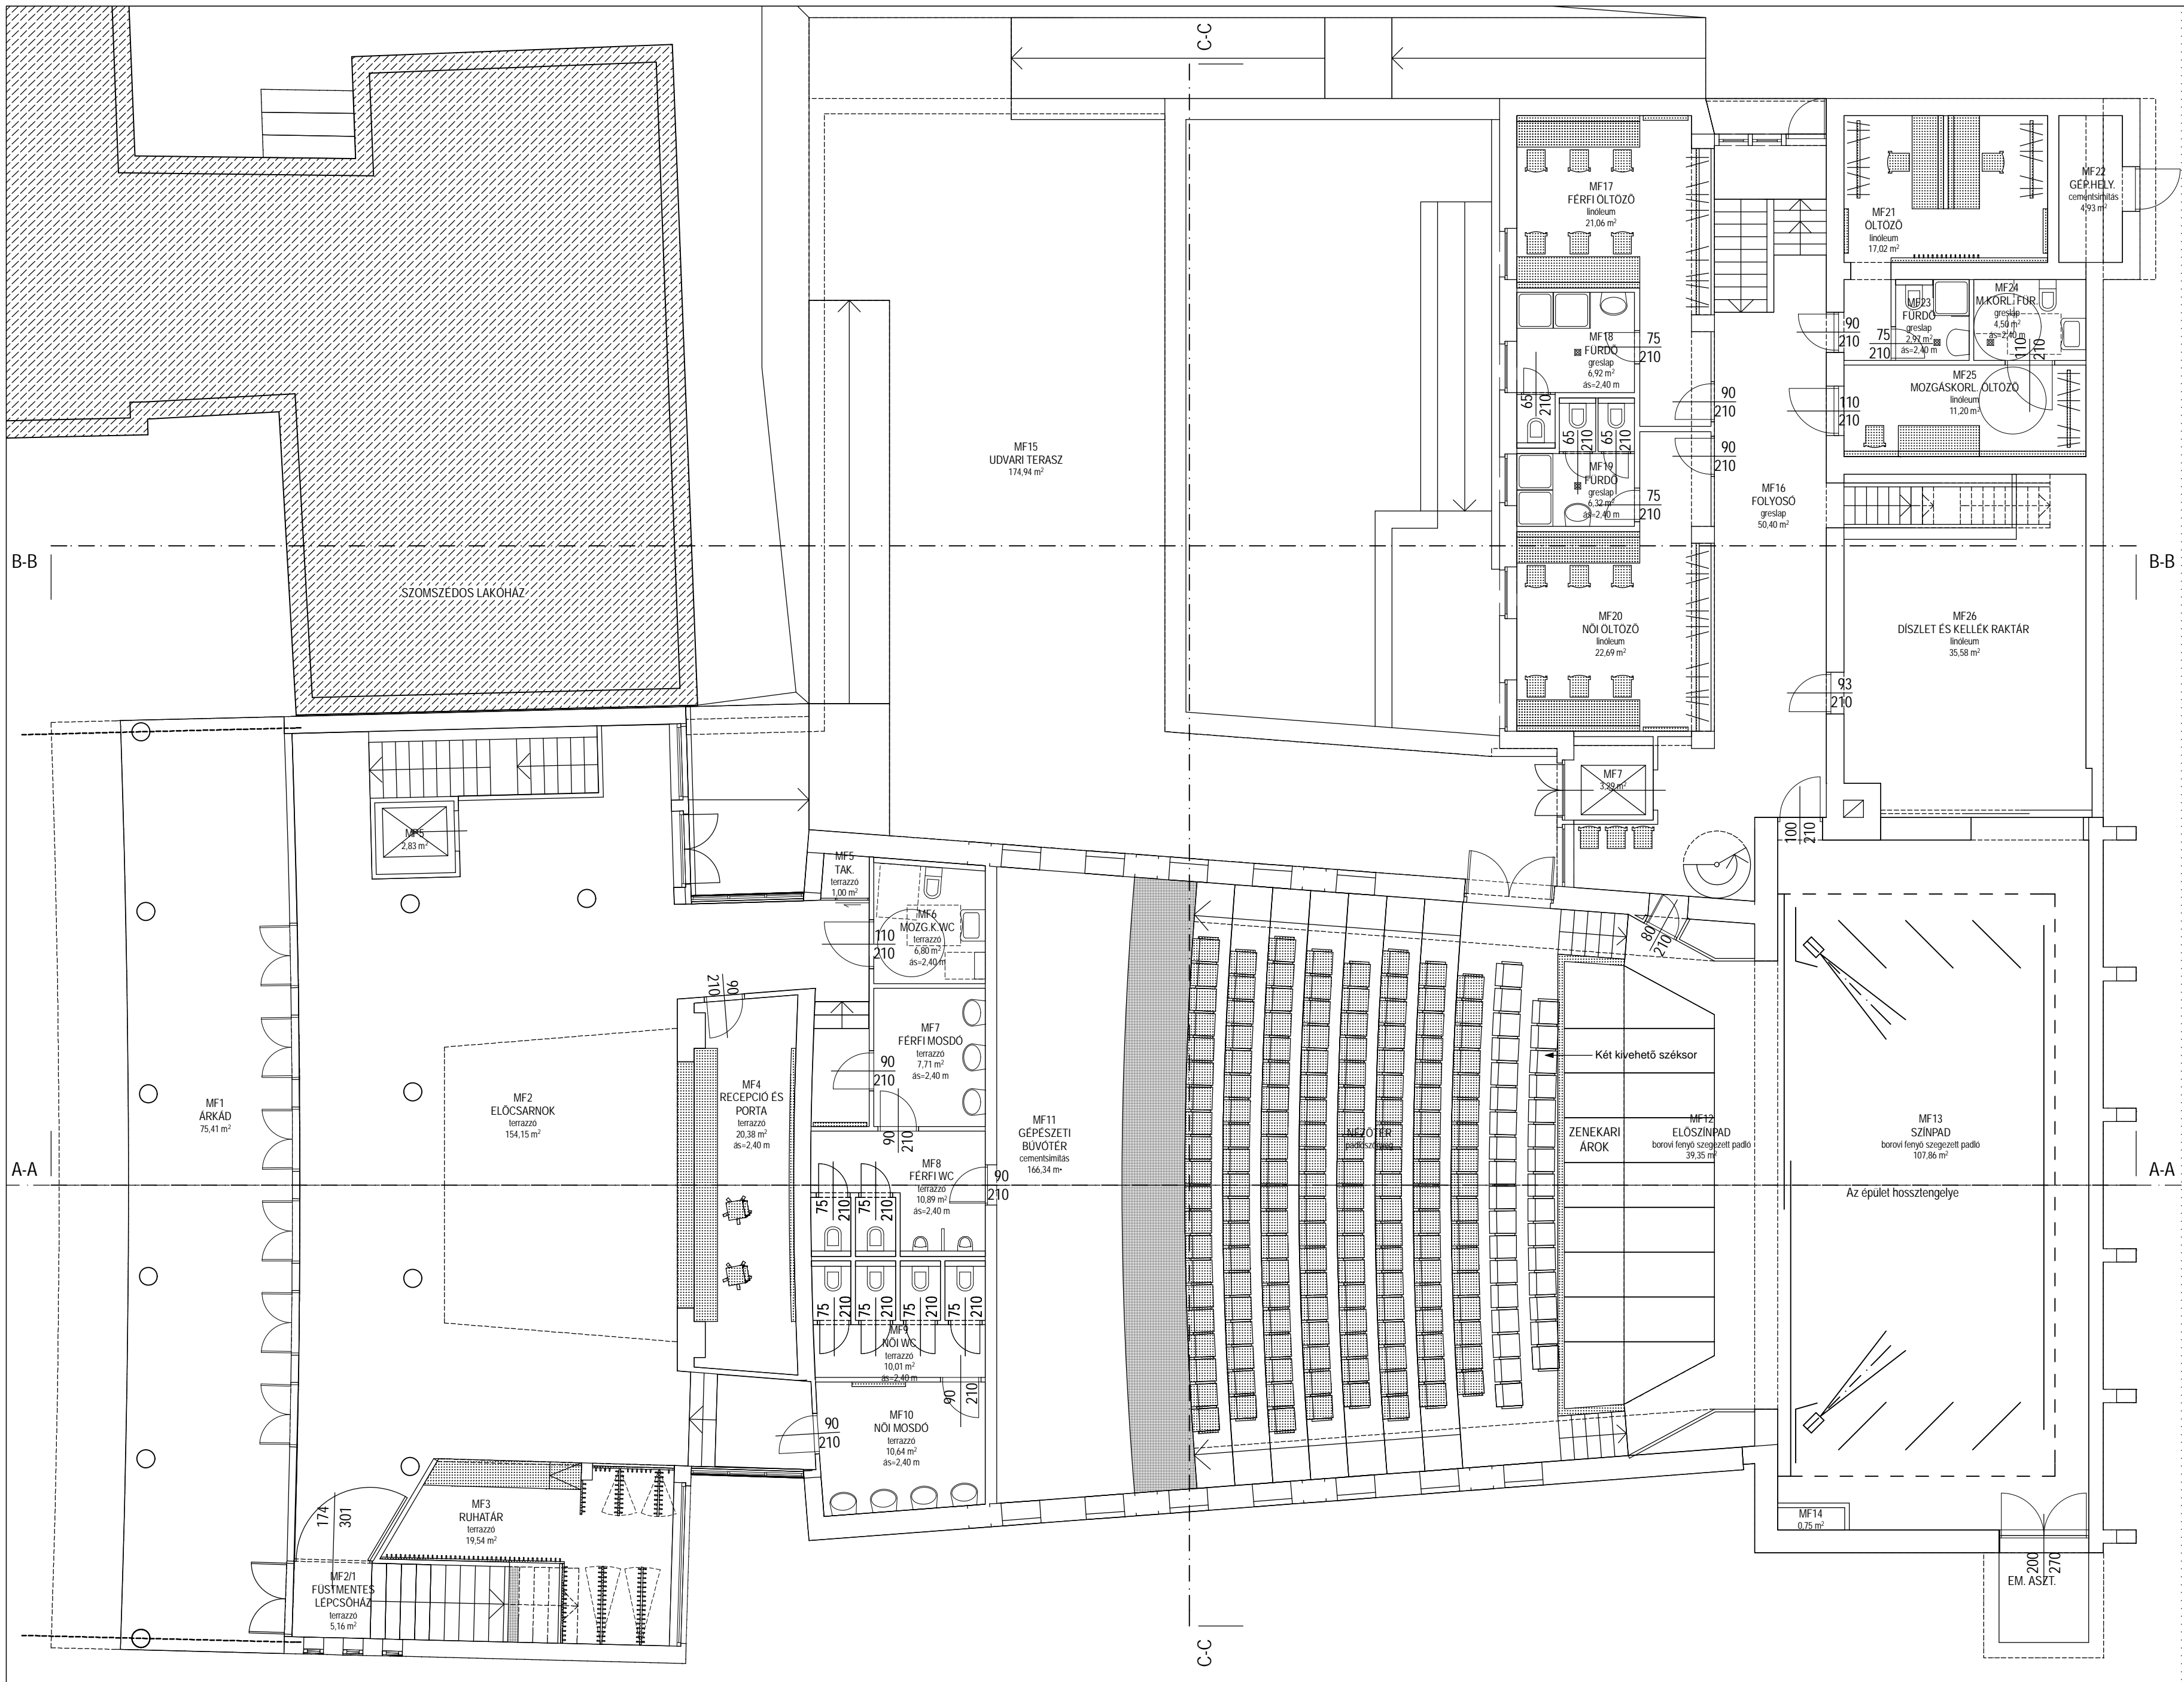 C-C
MF17
FÉRFI ÖLTÖZŐ
linóleum
21,06 m²
MF22
GÉP.HELY.
cementsimítás
4,93 m²
MF21
ÖLTÖZŐ
linóleum
17,02 m²
MF18
FÜRDŐ
greslap
6,92 m²
ás=2,40 m
75
210
90
210
75
210
MF23
FÜRDŐ
greslap
2,97 m²
ás=2,40 m
MF24
M.KORL. FÜR.
greslap
4,50 m²
ás=2,40 m
110
210
MF25
MOZGÁSKORL. ÖLTÖZŐ
linóleum
11,20 m²
110
210
90
210
65
210
65
210
65
210
90
210
MF15
UDVARI TERASZ
174,94 m²
MF19
FÜRDŐ
greslap
6,32 m²
ás=2,40 m
75
210
MF16
FOLYOSÓ
greslap
50,40 m²
B-B
B-B
SZOMSZÉDOS LAKÓHÁZ
MF20
NŐI ÖLTÖZŐ
linóleum
22,69 m²
MF26
DÍSZLET ÉS KELLÉK RAKTÁR
linóleum
35,58 m²
93
210
MF7
3,29 m²
100
210
MF5
2,83 m²
MF5
TAK.
terrazzó
1,00 m²
MF6
MOZG.K.WC
terrazzó
6,80 m²
ás=2,40 m
110
210
80
210
90
210
MF7
FÉRFI MOSDÓ
terrazzó
7,71 m²
ás=2,40 m
90
210
90
210
Két kivehető széksor
MF1
ÁRKÁD
75,41 m²
MF2
ELŐCSARNOK
terrazzó
154,15 m²
MF4
RECEPCIÓ ÉS
PORTA
terrazzó
20,38 m²
ás=2,40 m
MF11
GÉPÉSZETI
BÚVÓTÉR
cementsimítás
166,34 m•
NÉZŐTÉR
padlószőnyeg
ZENEKARI
ÁROK
MF12
ELŐSZÍNPAD
borovi fenyő szegezett padló
39,35 m²
MF13
SZÍNPAD
borovi fenyő szegezett padló
107,86 m²
A-A
A-A
MF8
FÉRFI WC
terrazzó
10,89 m²
ás=2,40 m
90
210
75
210
75
210
Az épület hossztengelye
75
210
75
210
75
210
75
210
MF9
NŐI WC
terrazzó
10,01 m²
ás=2,40 m
90
210
MF10
NŐI MOSDÓ
terrazzó
10,64 m²
ás=2,40 m
90
210
174
301
MF3
RUHATÁR
terrazzó
19,54 m²
MF14
0,75 m²
MF2/1
FÜSTMENTES
LÉPCSŐHÁZ
terrazzó
5,16 m²
200
270
EM. ASZT.
C-C